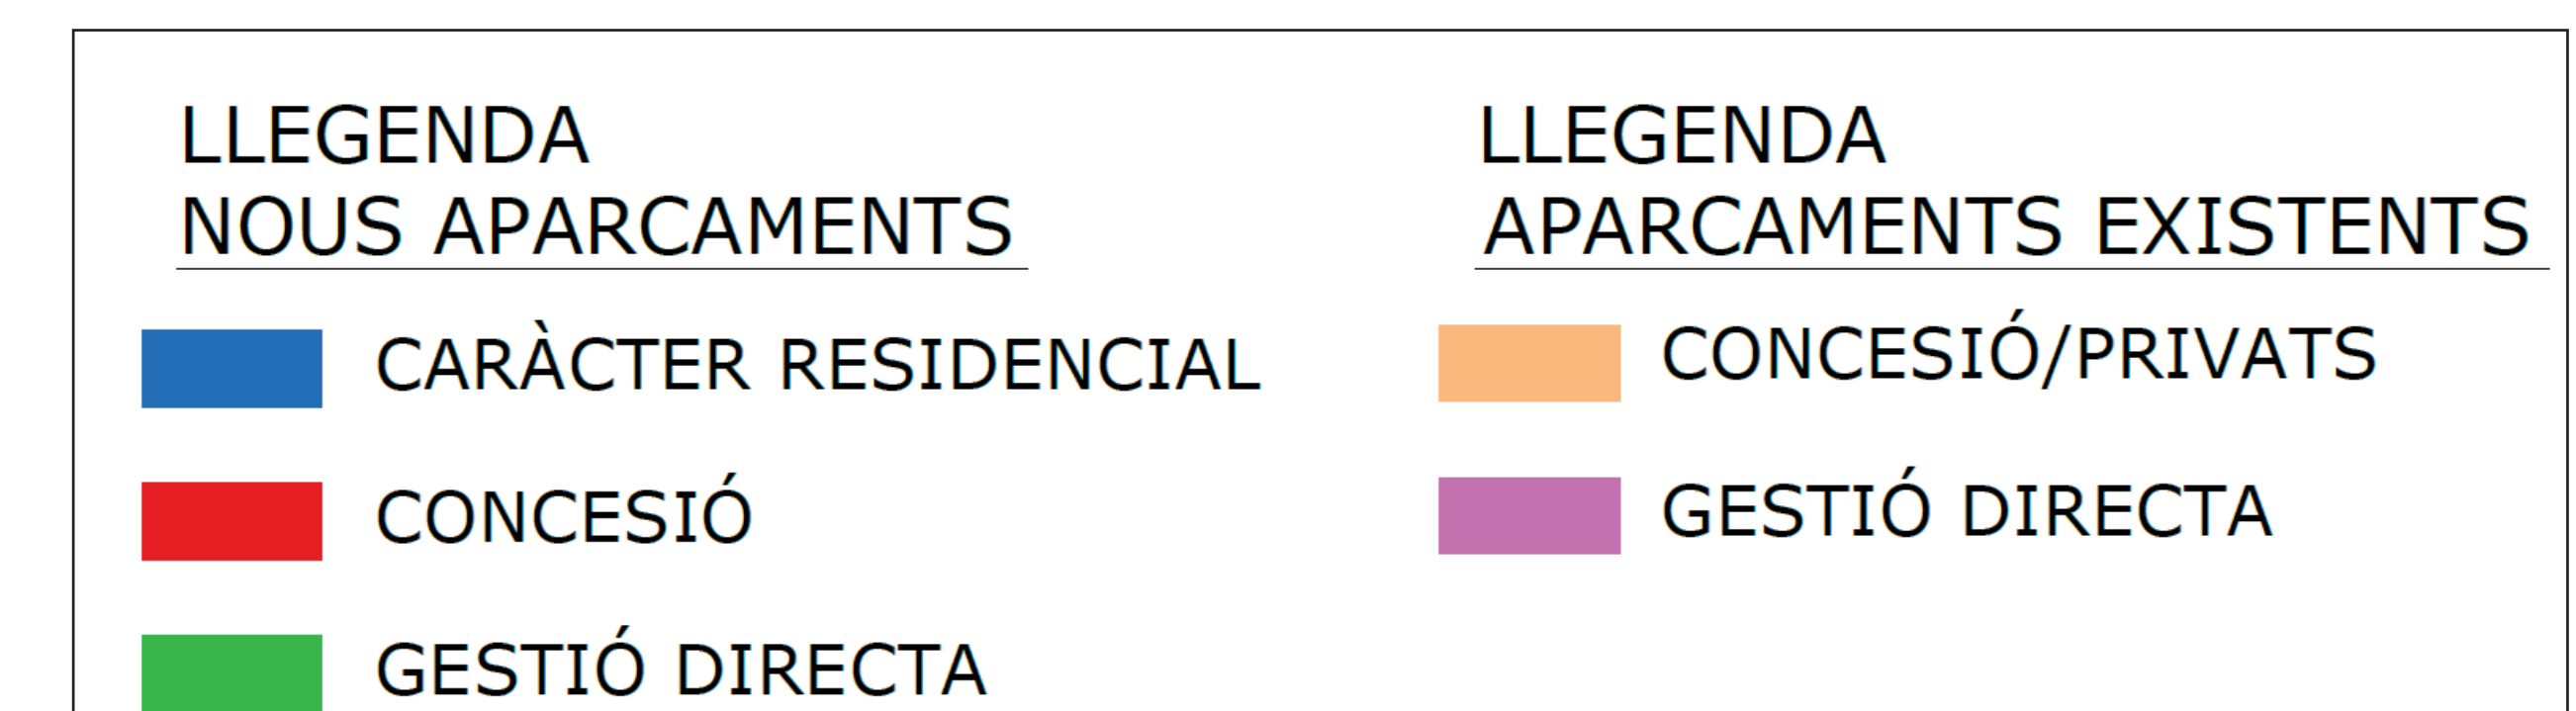 LLEGENDA
NOUS APARCAMENTS
CARÀCTER RESIDENCIAL
CONCESIÓ
GESTIÓ DIRECTA
LLEGENDA
APARCAMENTS EXISTENTS
CONCESIÓ/PRIVATS
GESTIÓ DIRECTA